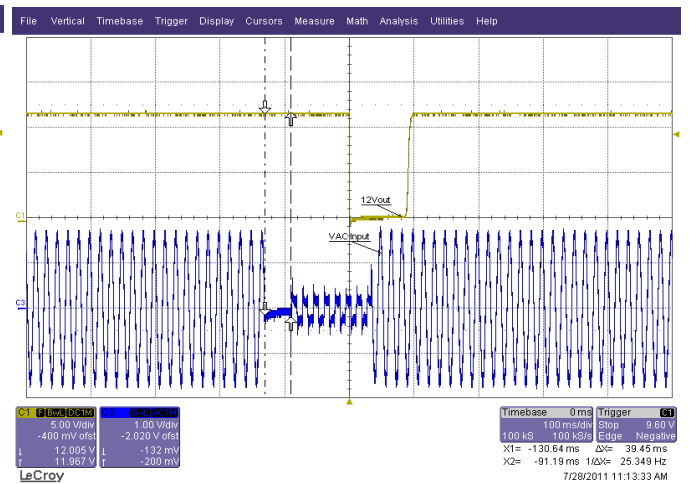 File Vertical Timebase Trigger Display Cursors Measure Math Analysis Utilities Help
C1
12Vout
VAC Input
C1 F BwL DC1M
5.00 V/div
-400 mV ofst
12.005 V
11.967 V
1.00 V/div
-2.020 V ofst
-132 mV
-200 mV
Timebase 0 ms
100 ms/div
100 kS 100 kS/s
Trigger C1
Stop 9.60 V
Edge Negative
X1= -130.64 ms ΔX= 39.45 ms
X2= -91.19 ms 1/ΔX= 25.349 Hz
LeCroy
7/28/2011 11:13:33 AM